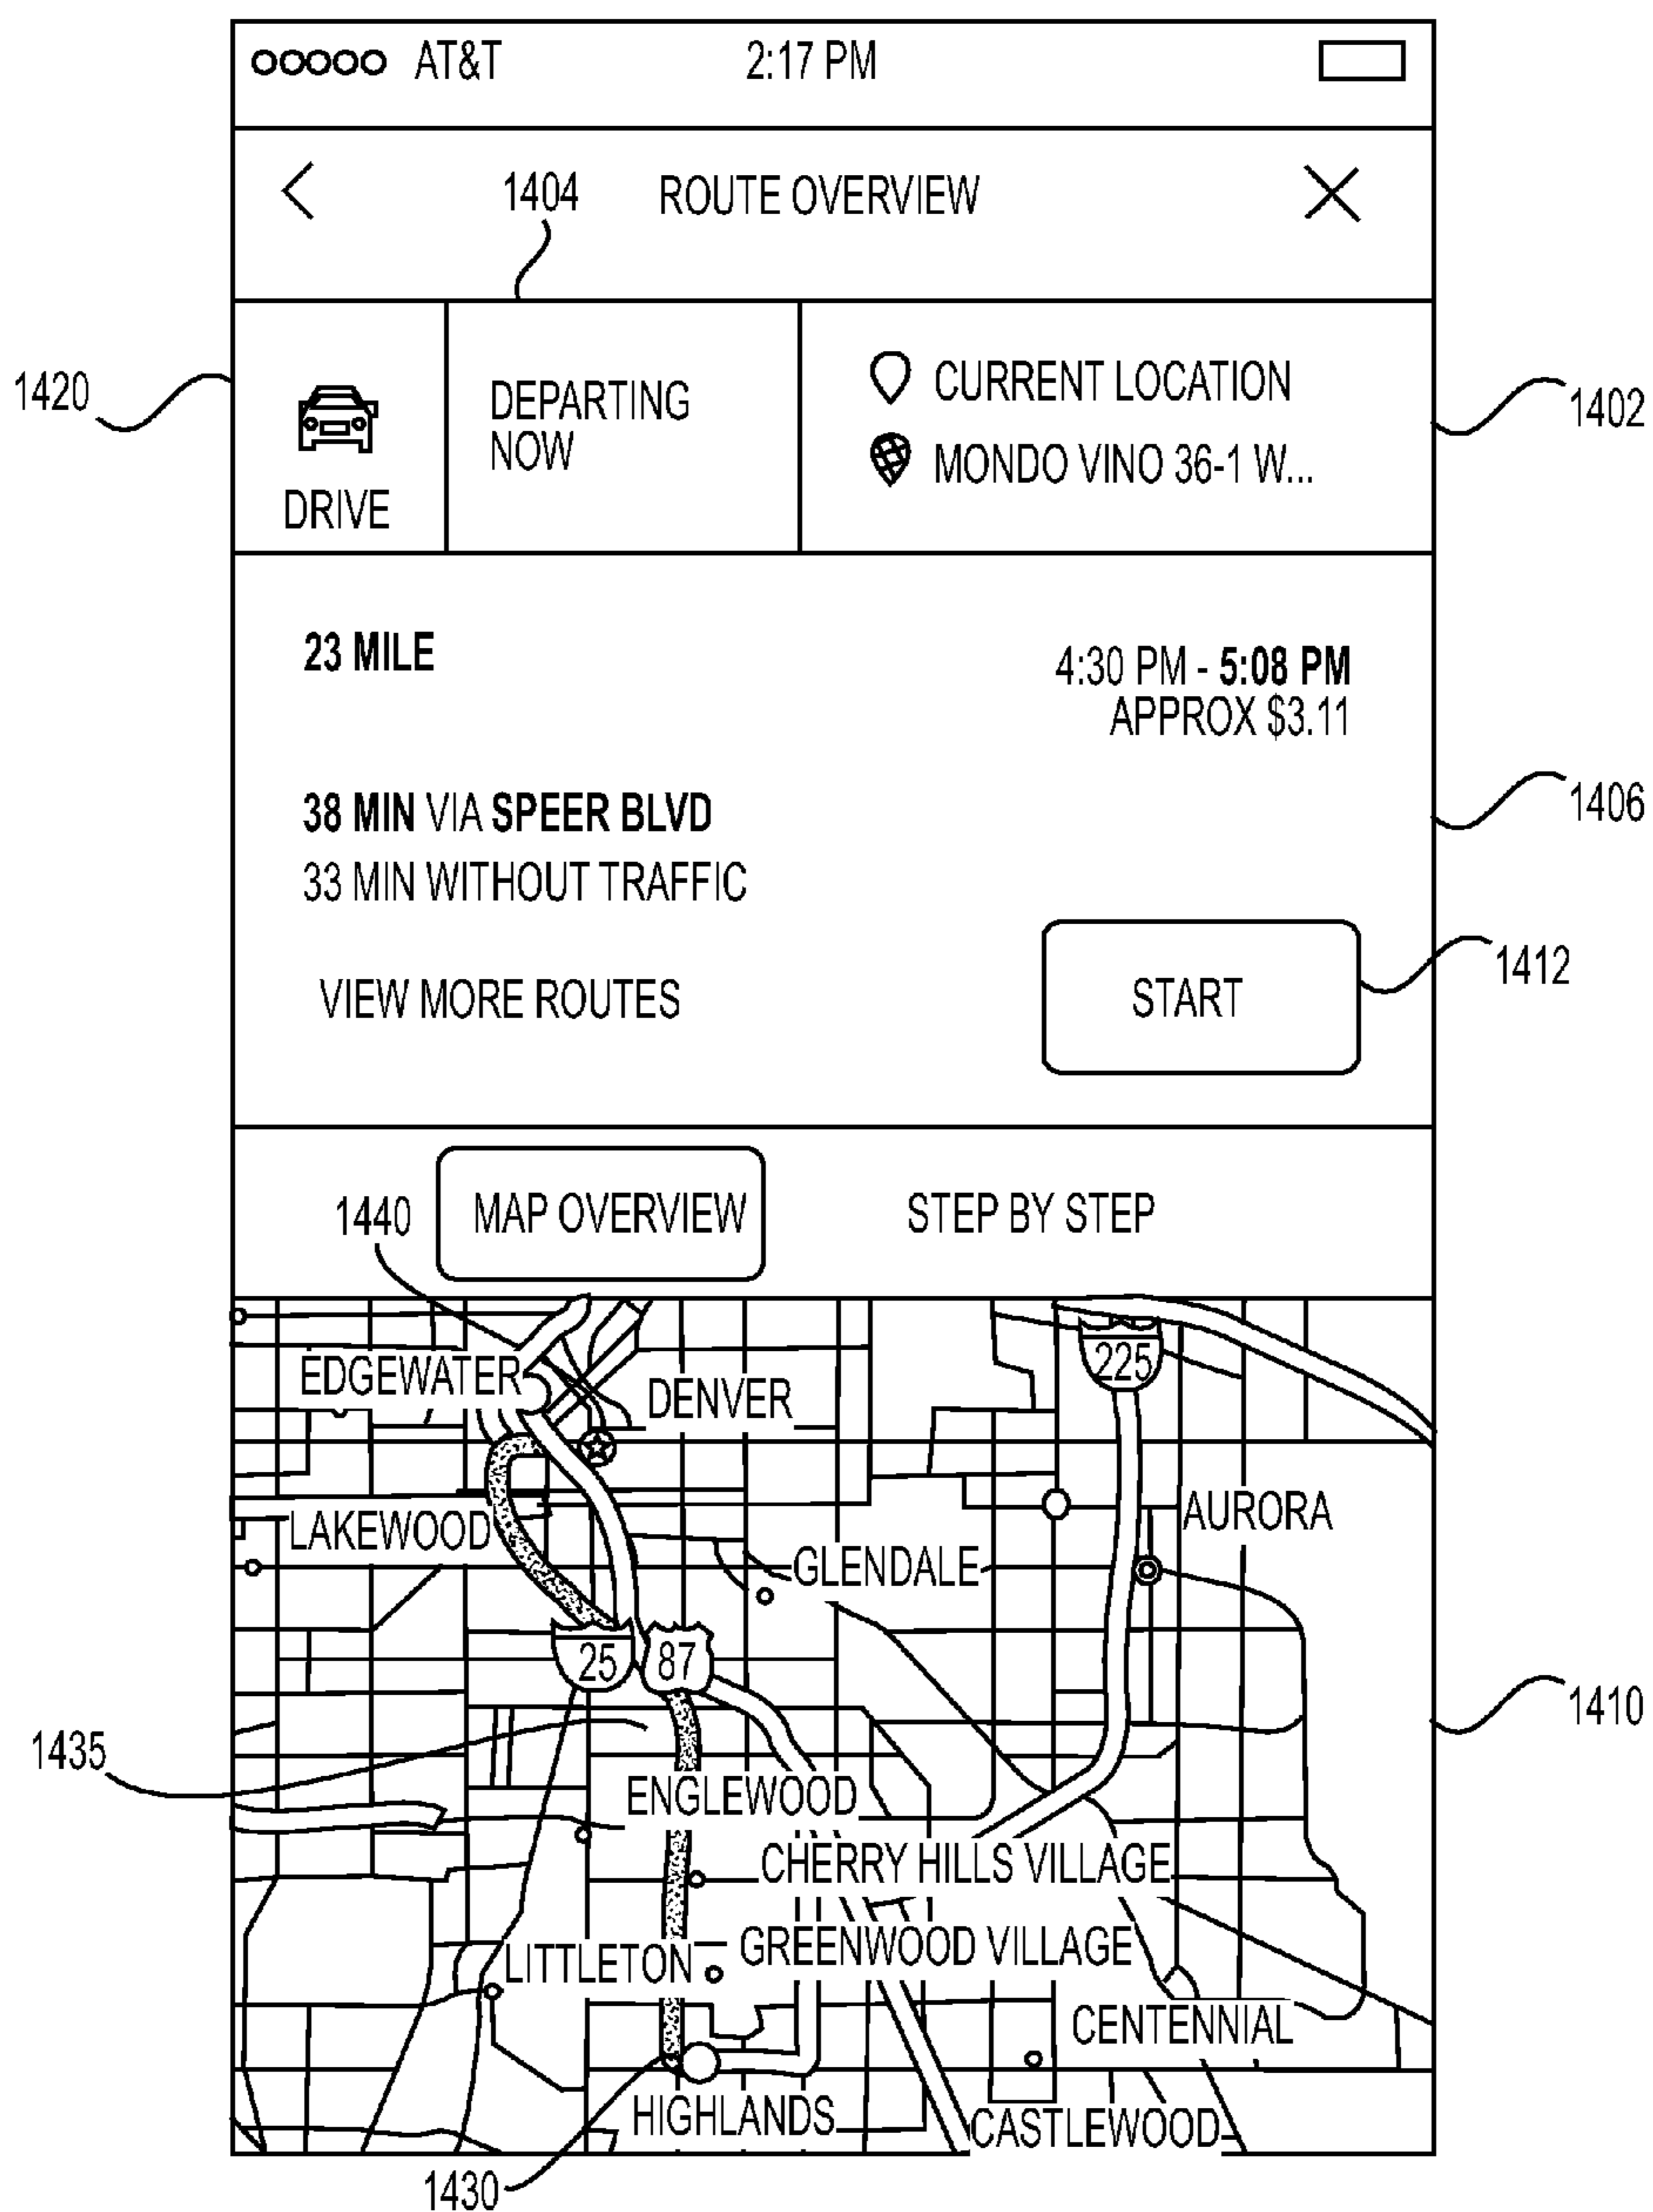 AT&T 2:17 PM
1404 ROUTE OVERVIEW
1420
DRIVE
DEPARTING
NOW
CURRENT LOCATION
MONDO VINO 36-1 W...
1402
23 MILE
4:30 PM - 5:08 PM
APPROX $3.11
38 MIN VIA SPEER BLVD
33 MIN WITHOUT TRAFFIC
1406
VIEW MORE ROUTES
START
1412
1440
MAP OVERVIEW
STEP BY STEP
EDGEWATER
DENVER
225
LAKEWOOD
AURORA
GLENDALE
25
87
1410
1435
ENGLEWOOD
CHERRY HILLS VILLAGE
GREENWOOD VILLAGE
LITTLETON
CENTENNIAL
HIGHLANDS
CASTLEWOOD
1430